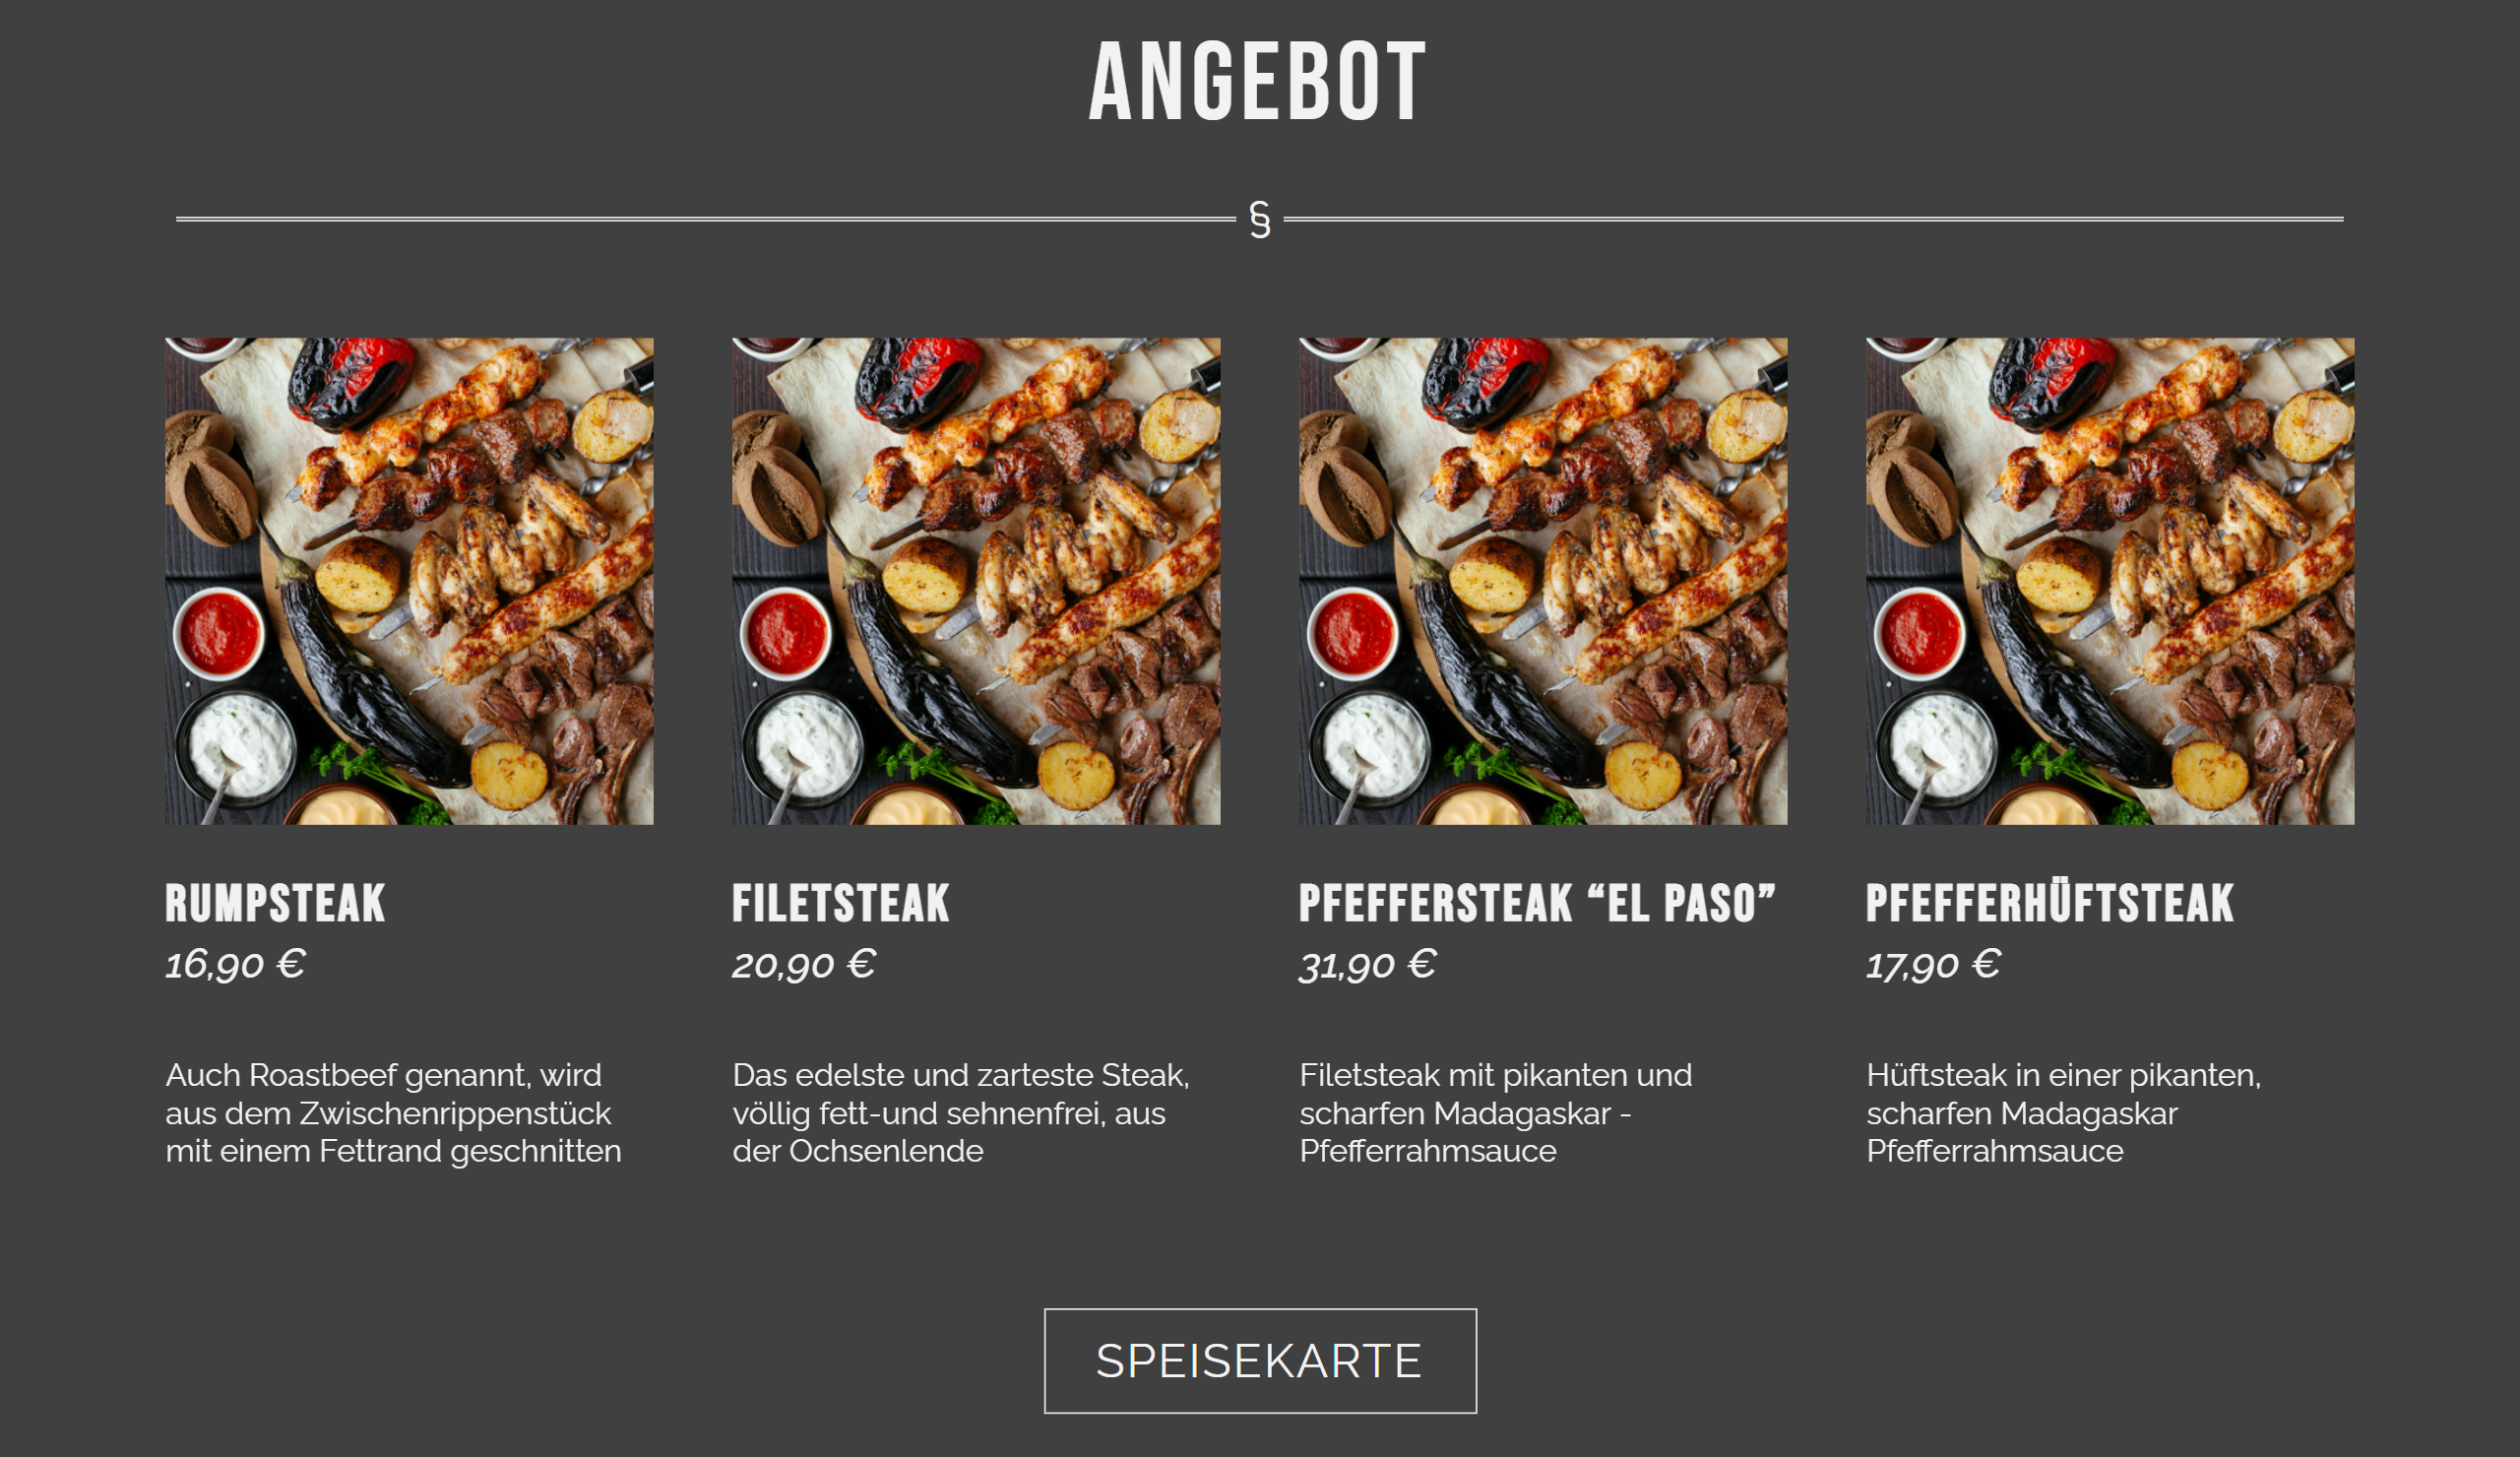 ANGEBOT
§
RUMPSTEAK
16,90 €
Auch Roastbeef genannt, wird
aus dem Zwischenrippenstück
mit einem Fettrand geschnitten
FILETSTEAK
20,90 €
Das edelste und zarteste Steak,
völlig fett-und sehnenfrei, aus
der Ochsenlende
PFEFFERSTEAK “EL PASO”
31,90 €
Filetsteak mit pikanten und
scharfen Madagaskar -
Pfefferrahmsauce
PFEFFERHÜFTSTEAK
17,90 €
Hüftsteak in einer pikanten,
scharfen Madagaskar
Pfefferrahmsauce
SPEISEKARTE